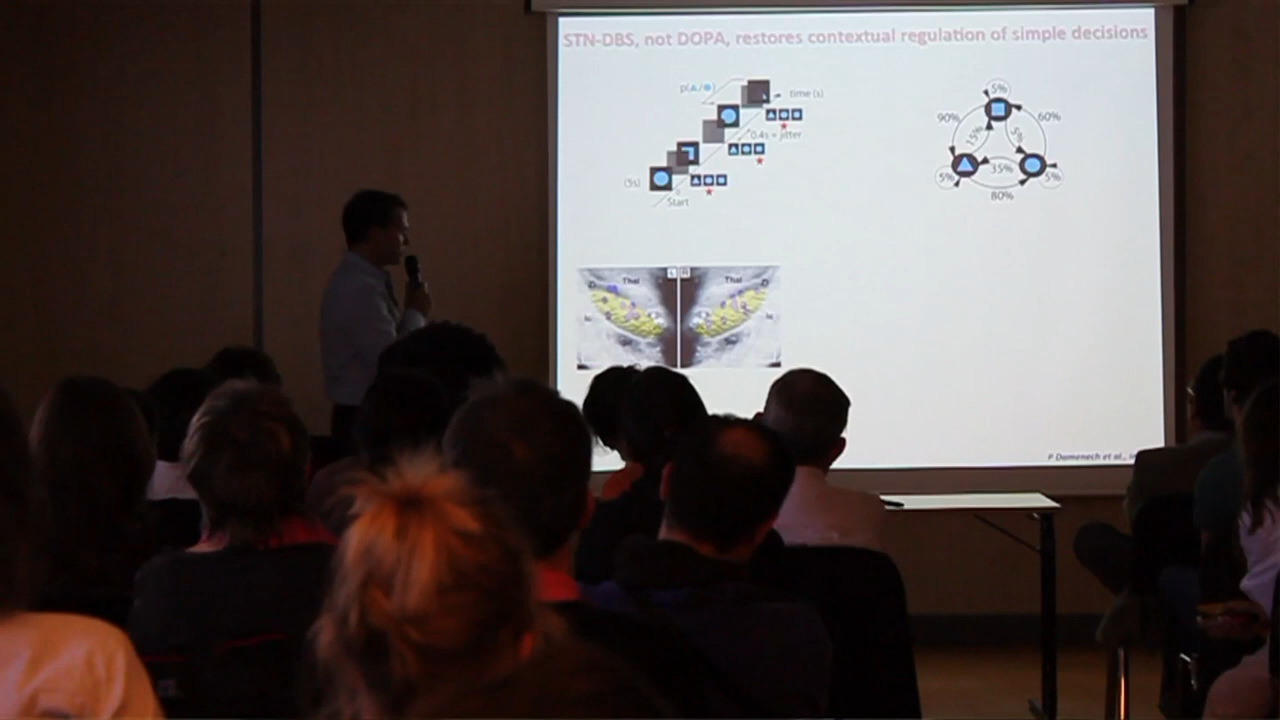 STN-DBS, not DOPA, restores contextual regulation of simple decisions
p(▲/●)
time (s)
0.4s = jitter
(5s)
0
Start
5%
90%
60%
15%
5%
35%
5%
5%
80%
Thal
L R
Thal
P Domenech et al.,